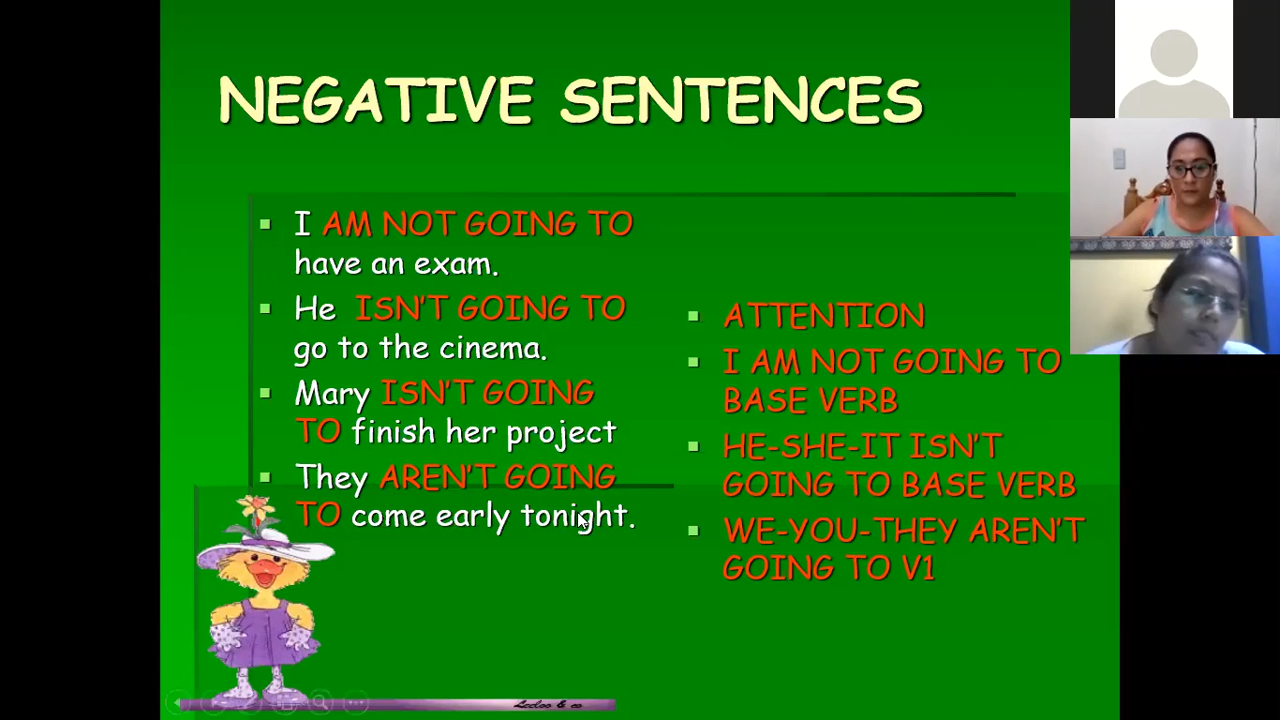 NEGATIVE SENTENCES
I AM NOT GOING TO
have an exam.
He ISN'T GOING TO
go to the cinema.
Mary ISN'T GOING
TO finish her project
They AREN'T GOING
TO come early tonight.
ATTENTION
I AM NOT GOING TO
BASE VERB
HE-SHE-IT ISN'T
GOING TO BASE VERB
WE-YOU-THEY AREN'T
GOING TO V1